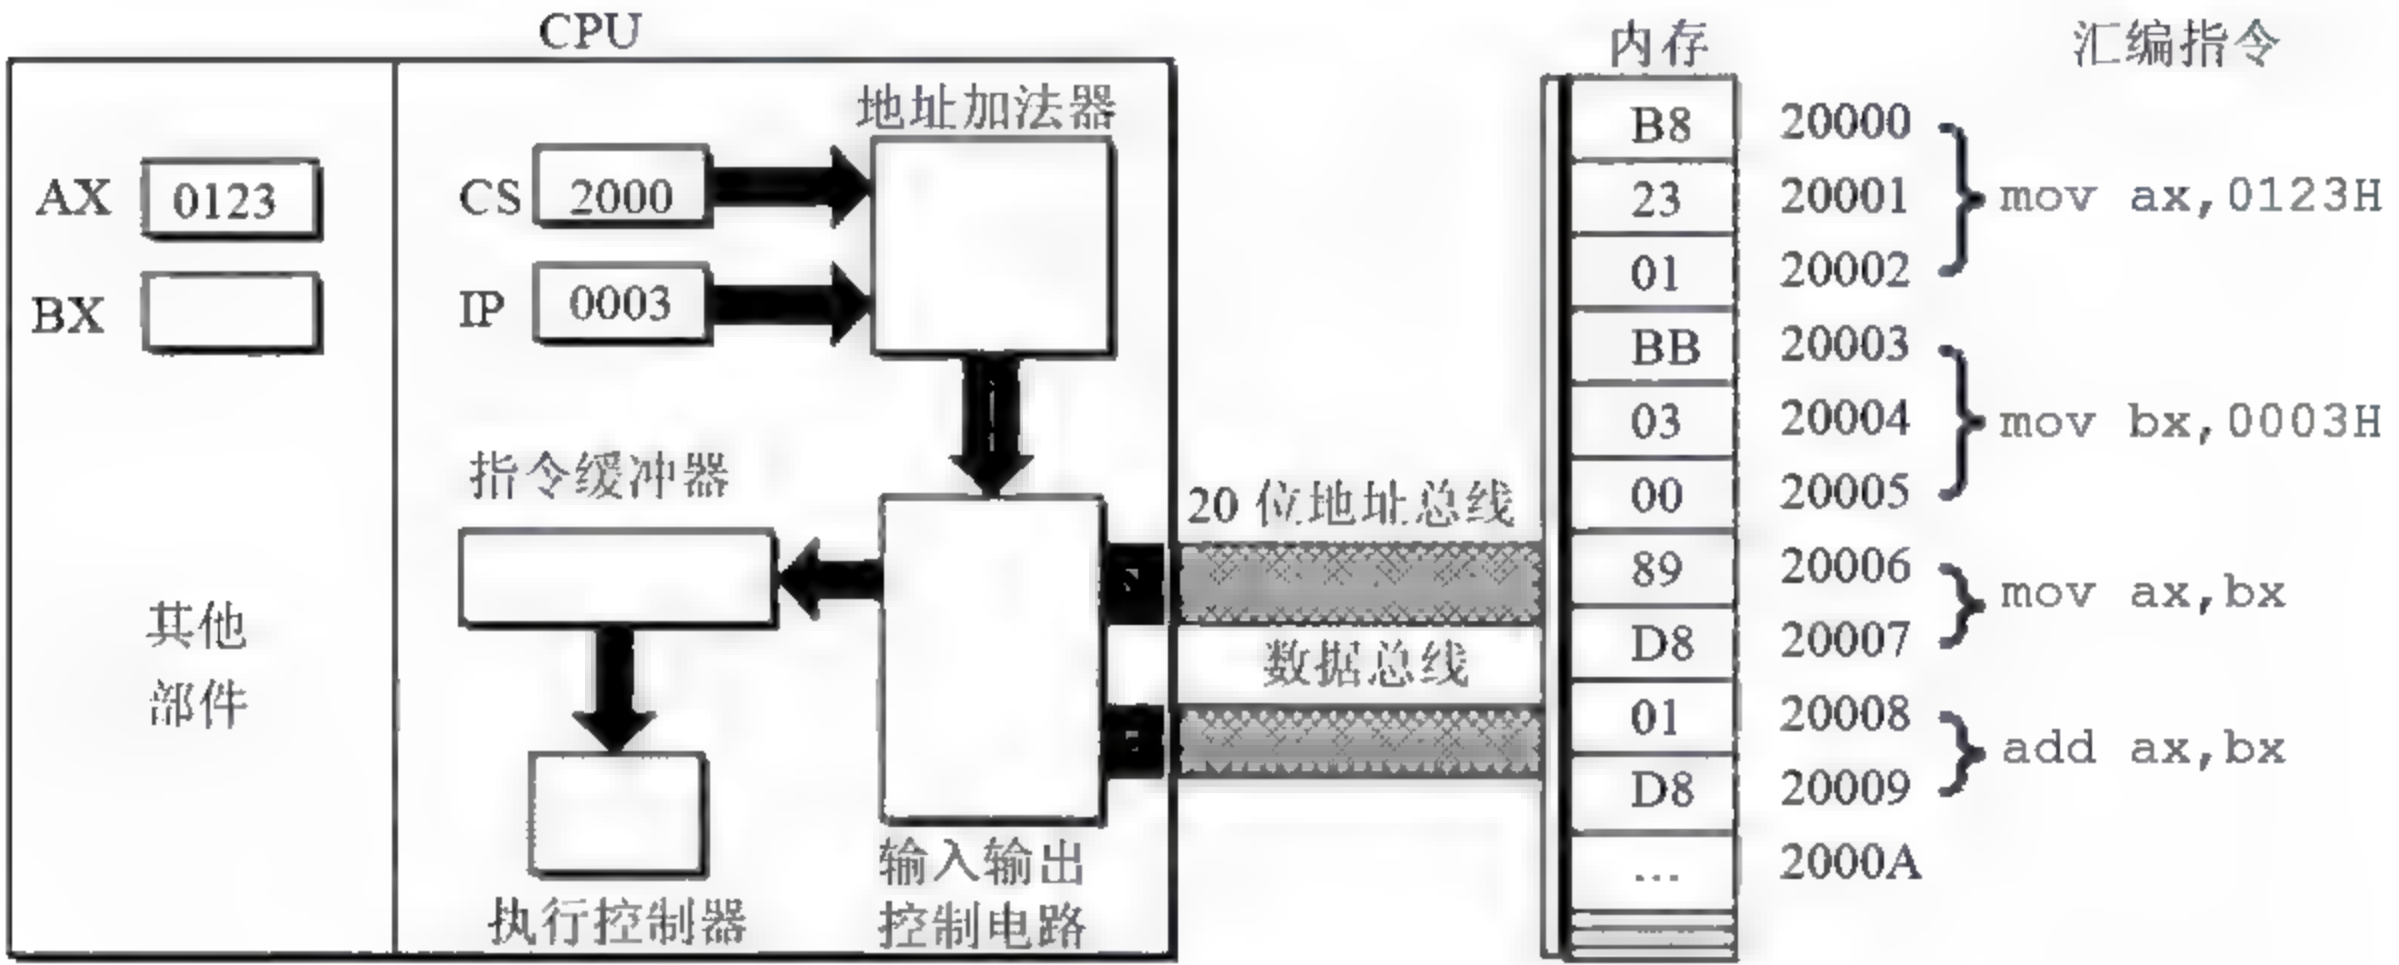 CPU
内存
汇编指令
地址加法器
AX 0123
CS 2000
BX
IP 0003
指令缓冲器
20 位地址总线
数据总线
其他
部件
输入输出
控制电路
执行控制器
B8 20000
23 20001
01 20002
mov ax,0123H
BB 20003
03 20004
00 20005
mov bx,0003H
89 20006
D8 20007
mov ax,bx
01 20008
D8 20009
add ax,bx
... 2000A